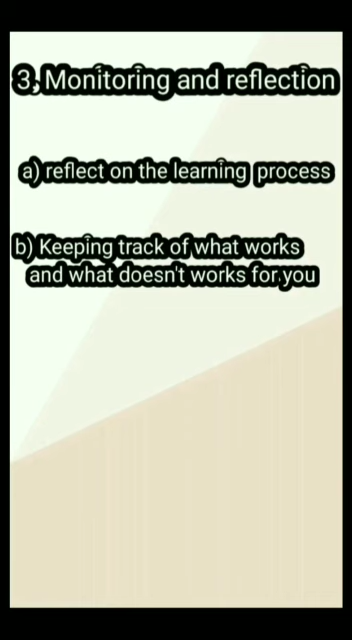 3, Monitoring and reflection
a) reflect on the learning process
b) Keeping track of what works
and what doesn't works for you